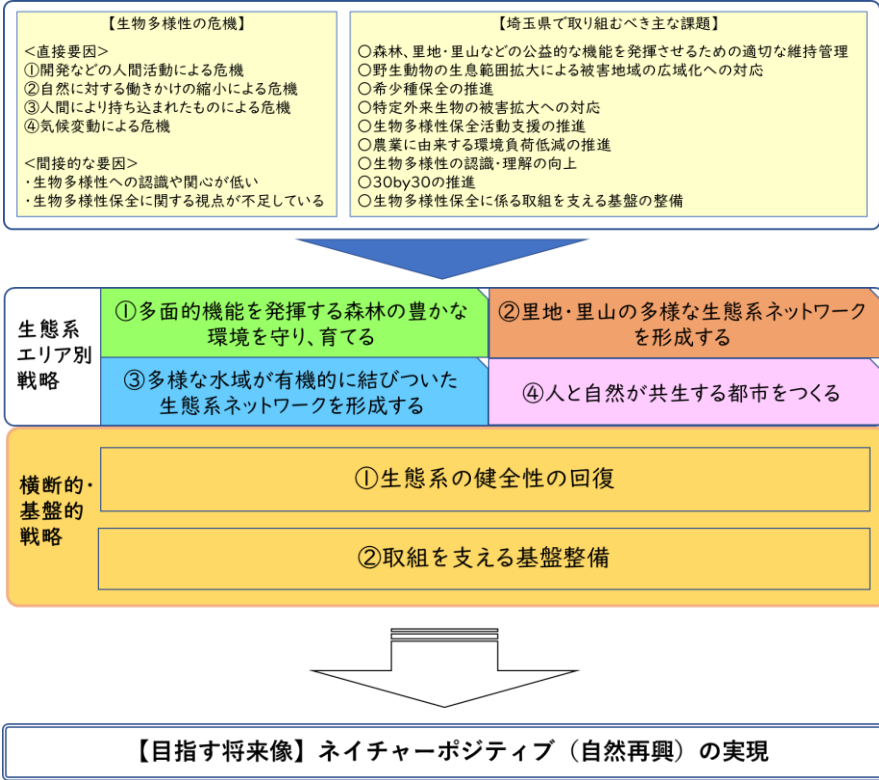 【生物多様性の危機】
<直接要因>
①開発などの人間活動による危機
②自然に対する働きかけの縮小による危機
③人間により持ち込まれたものによる危機
④気候変動による危機
<間接的な要因>
・生物多様性への認識や関心が低い
・生物多様性保全に関する視点が不足している
【埼玉県で取り組むべき主な課題】
○森林、里地・里山などの公益的な機能を発揮させるための適切な維持管理
○野生動物の生息範囲拡大による被害地域の広域化への対応
○希少種保全の推進
○特定外来生物の被害拡大への対応
○生物多様性保全活動支援の推進
○農業に由来する環境負荷低減の推進
○生物多様性の認識・理解の向上
○30by30の推進
○生物多様性保全に係る取組を支える基盤の整備
生態系
エリア別
戦略
①多面的機能を発揮する森林の豊かな
環境を守り、育てる
②里地・里山の多様な生態系ネットワーク
を形成する
③多様な水域が有機的に結びついた
生態系ネットワークを形成する
④人と自然が共生する都市をつくる
横断的・
基盤的
戦略
①生態系の健全性の回復
②取組を支える基盤整備
【目指す将来像】ネイチャーポジティブ（自然再興）の実現